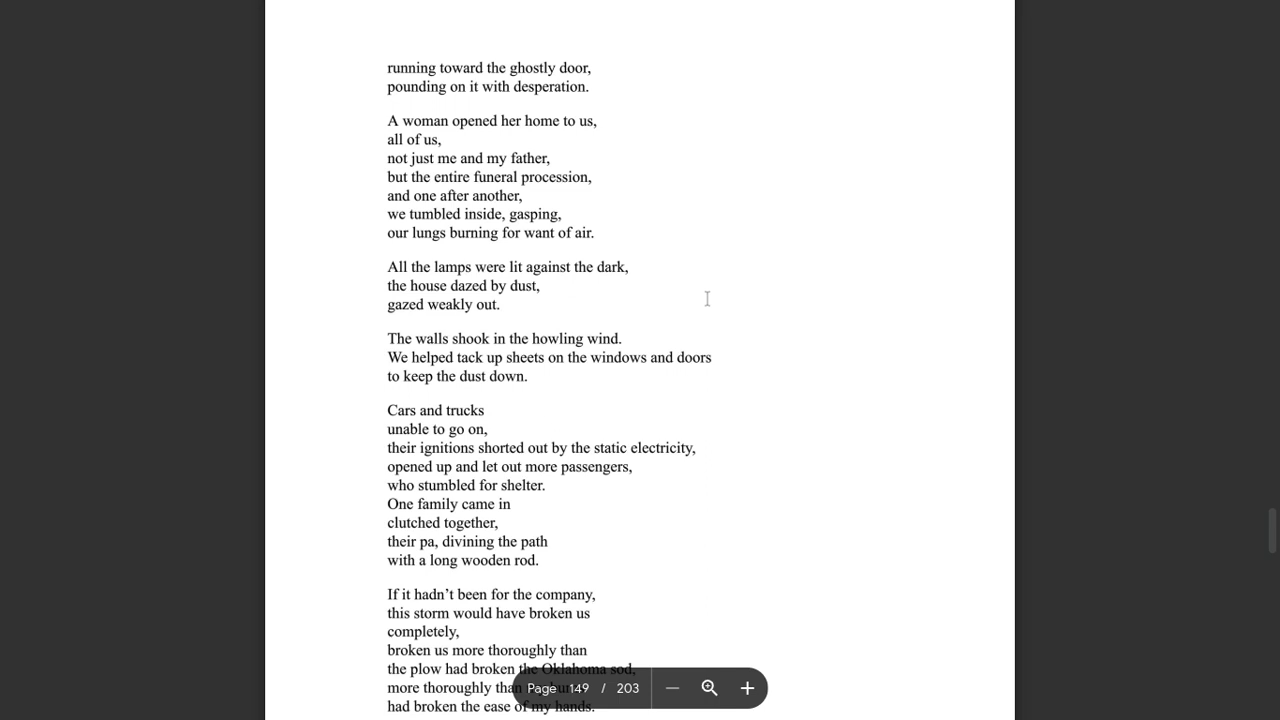 running toward the ghostly door,
pounding on it with desperation.
A woman opened her home to us,
all of us,
not just me and my father,
but the entire funeral procession,
and one after another,
we tumbled inside, gasping,
our lungs burning for want of air.
All the lamps were lit against the dark,
the house dazed by dust,
gazed weakly out.
The walls shook in the howling wind.
We helped tack up sheets on the windows and doors
to keep the dust down.
Cars and trucks
unable to go on,
their ignitions shorted out by the static electricity,
opened up and let out more passengers,
who stumbled for shelter.
One family came in
clutched together,
their pa, divining the path
with a long wooden rod.
If it hadn’t been for the company,
this storm would have broken us
completely,
broken us more thoroughly than
the plow had broken the Oklahoma sod,
more thoroughly than
had broken the ease of my hands.
Page 149 / 203